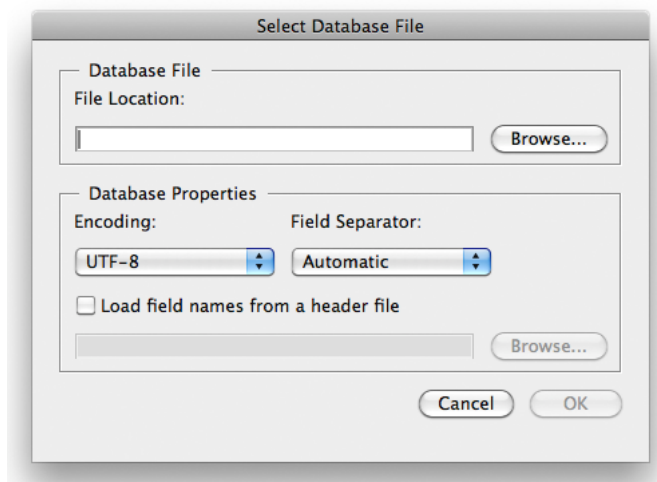 Select Database File
Database File
File Location:
Browse...
Database Properties
Encoding: Field Separator:
UTF-8 Automatic
Load field names from a header file
Browse...
Cancel OK